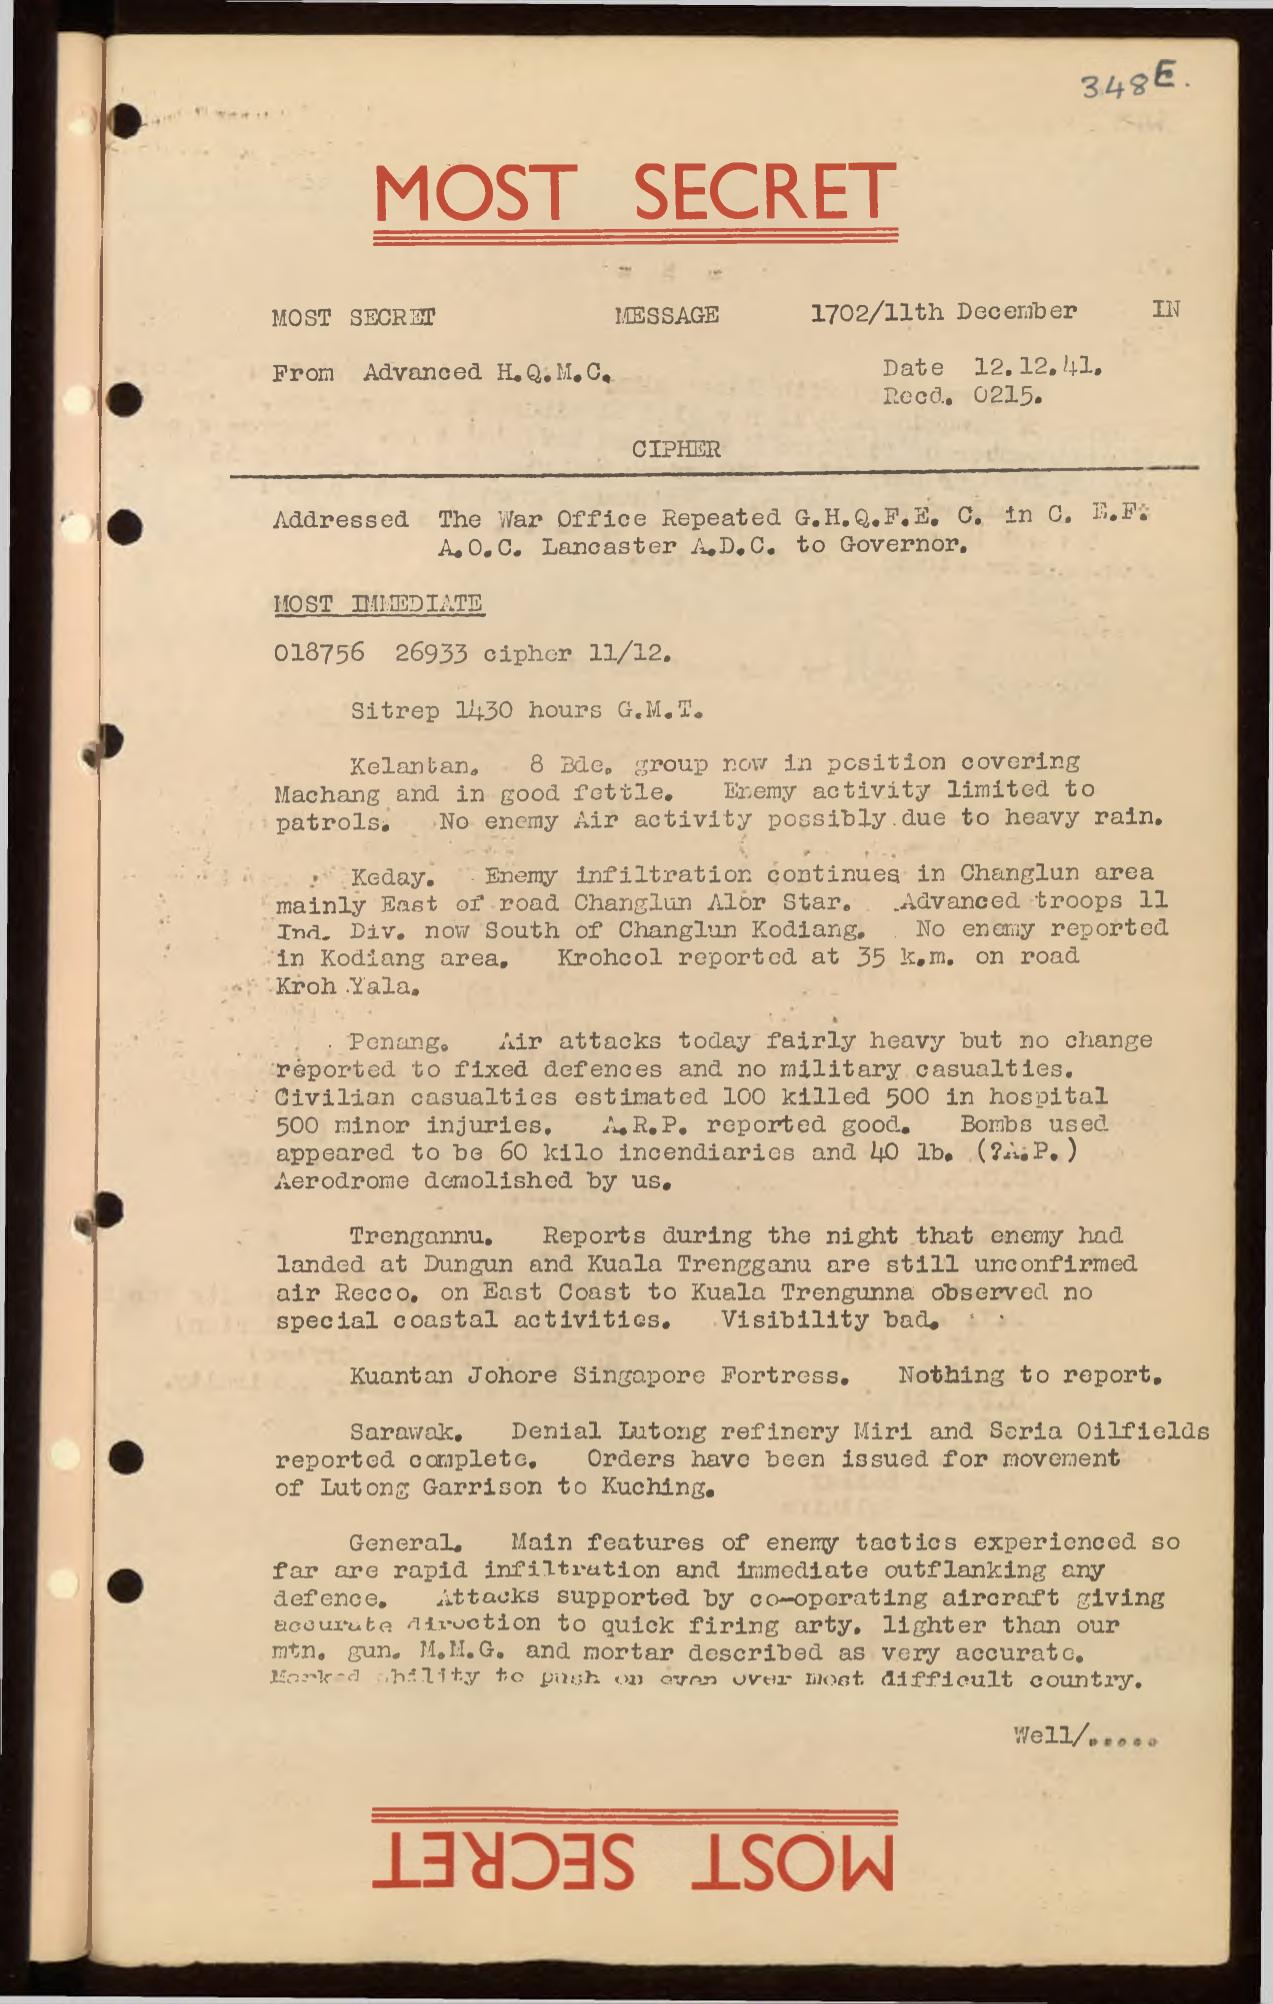 348E.
MOST SECRET
MOST SECRET MESSAGE 1702/11th December IN
From Advanced H.Q.M.C. Date 12.12.41.
Recd. 0215.
CIPHER
Addressed The War Office Repeated G.H.Q.F.E. C. in C. E.F.
A.O.C. Lancaster A.D.C. to Governor.
MOST IMMEDIATE
018756 26933 cipher 11/12.
Sitrep 1430 hours G.M.T.
Kelantan. 8 Bde. group now in position covering
Machang and in good fettle. Enemy activity limited to
patrols. No enemy Air activity possibly due to heavy rain.
Keday. Enemy infiltration continues in Changlun area
mainly East of road Changlun Alor Star. Advanced troops 11
Ind. Div. now South of Changlun Kodiang. No enemy reported
in Kodiang area. Krohcol reported at 35 k.m. on road
Kroh Yala.
Penang. Air attacks today fairly heavy but no change
reported to fixed defences and no military casualties.
Civilian casualties estimated 100 killed 500 in hospital
500 minor injuries. A.R.P. reported good. Bombs used
appeared to be 60 kilo incendiaries and 40 lb. (?A.P.)
Aerodrome demolished by us.
Trengannu. Reports during the night that enemy had
landed at Dungun and Kuala Trengganu are still unconfirmed
air Recco. on East Coast to Kuala Trengunna observed no
special coastal activities. Visibility bad.
Kuantan Johore Singapore Fortress. Nothing to report.
Sarawak. Denial Lutong refinery Miri and Seria Oilfields
reported complete. Orders have been issued for movement
of Lutong Garrison to Kuching.
General. Main features of enemy tactics experienced so
far are rapid infiltration and immediate outflanking any
defence. Attacks supported by co-operating aircraft giving
accurate direction to quick firing arty. lighter than our
mtn. gun. M.M.G. and mortar described as very accurate.
Marked ability to push on even over most difficult country.
Well/.....
MOST SECRET